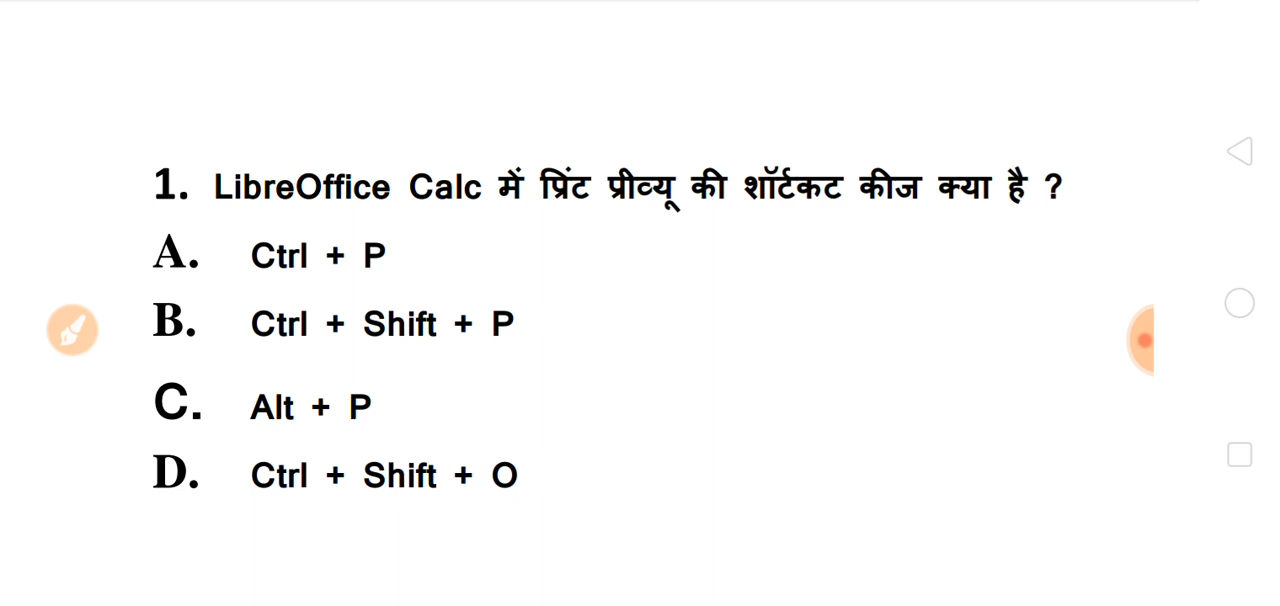 1. LibreOffice Calc में प्रिंट प्रीव्यू की शॉर्टकट कीज क्या है ?
A. Ctrl + P
B. Ctrl + Shift + P
C. Alt + P
D. Ctrl + Shift + O